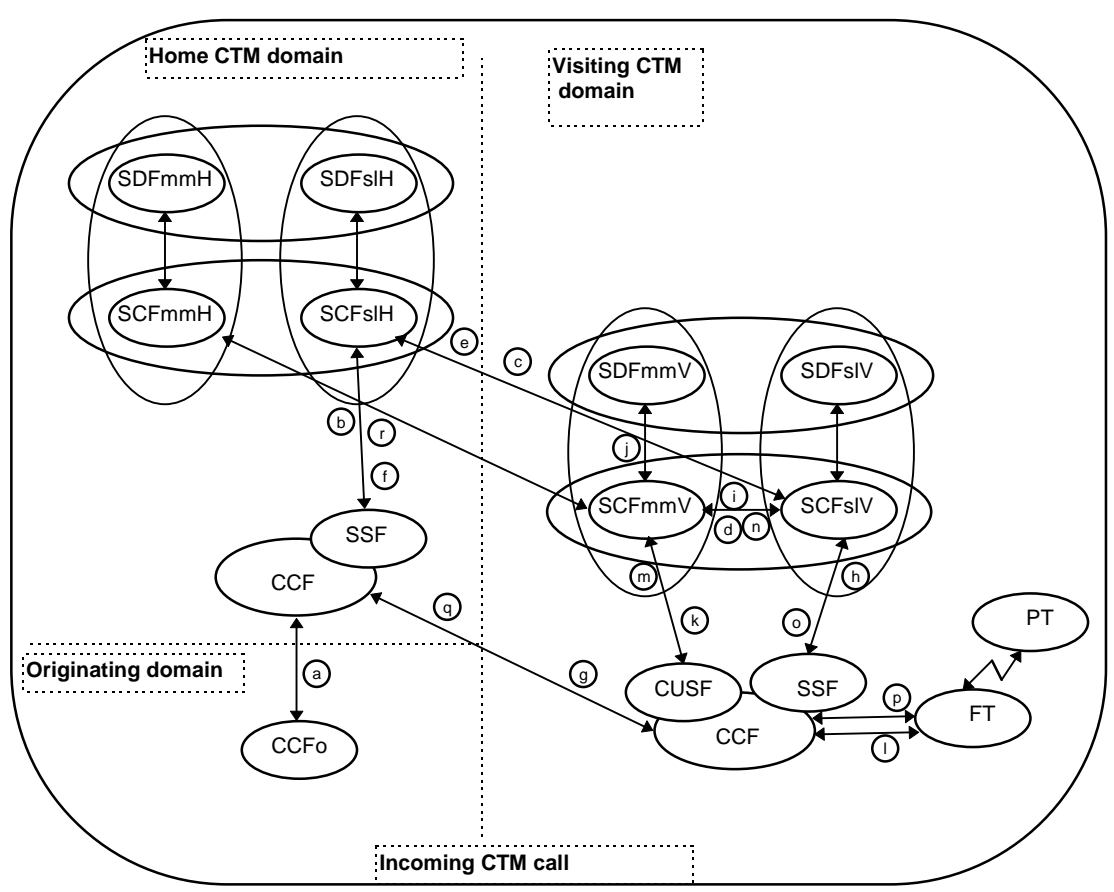 Home CTM domain
Visiting CTM
domain
SDFmmH
SDFslH
SCFmmH
SCFslH
e
c
SDFmmV
SDFslV
b
r
j
f
i
SCFmmV
SCFslV
d
n
SSF
CCF
m
h
q
k
o
PT
Originating domain
a
g
CUSF
SSF
p
FT
CCFo
CCF
l
Incoming CTM call